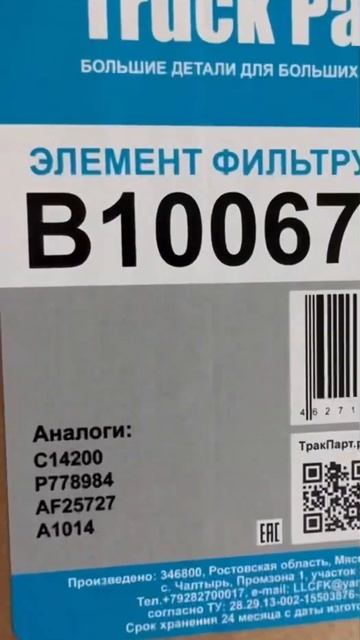 Truck Pa
БОЛЬШИЕ ДЕТАЛИ ДЛЯ БОЛЬШИХ
ЭЛЕМЕНТ ФИЛЬТРУ
B10067
4 6271
Аналоги:
C14200
P778984
AF25727
A1014
ТракПарт.р
EAC
Произведено: 346800, Ростовская область, Мяс
с. Чалтырь, Промзона 1, участок
Тел.+79282700017, e-mail: LLCFK@ya
согласно ТУ: 28.29.13-002-15503876-
Срок хранения 24 месяца с даты изгото